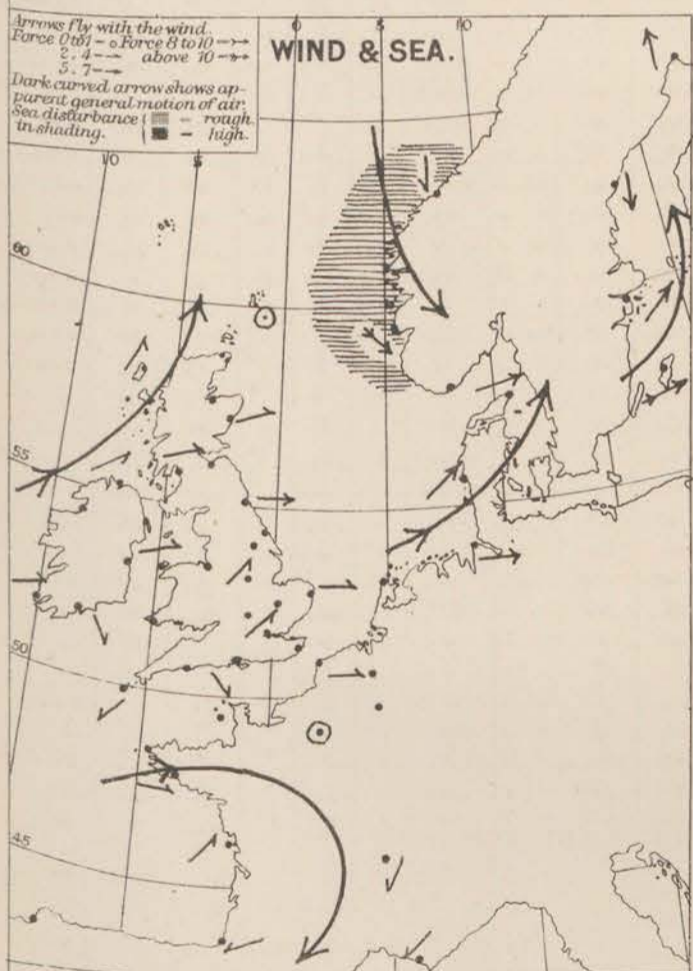 Arrows fly with the wind.
Force 0 to 1 – o Force 8 to 10 –
2. 4 – above 10 –
5. 7 –
Dark curved arrow shows ap-
parent general motion of air.
Sea disturbance { – rough.
in shading. { – high.
WIND & SEA.
0 5 10
10 5
60
55
50
45